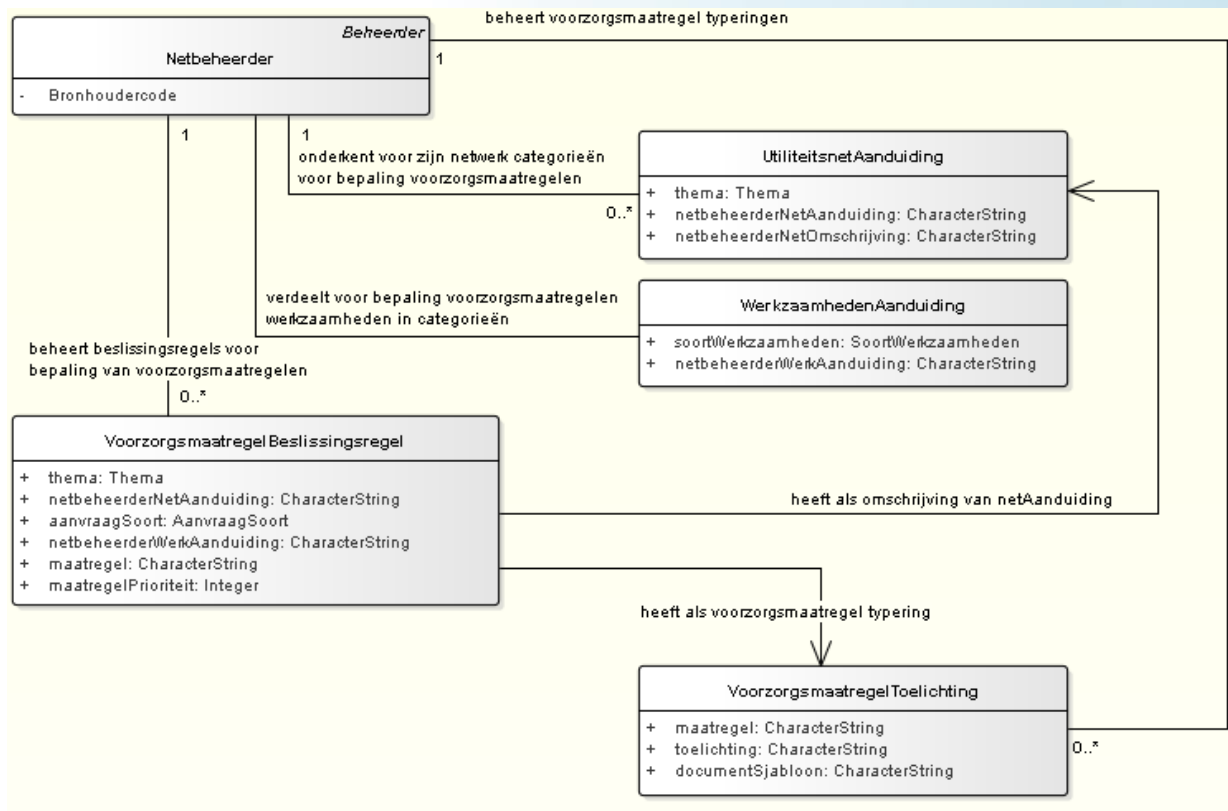 beheert voorzorgsmaatregel typeringen
Beheerder
Netbeheerder
1
- Bronhoudercode
1
1
onderkent voor zijn netwerk categorieën
voor bepaling voorzorgsmaatregelen
0..*
UtiliteitsnetAanduiding
+ thema: Thema
+ netbeheerderNetAanduiding: CharacterString
+ netbeheerderNetOmschrijving: CharacterString
verdeelt voor bepaling voorzorgsmaatregelen
werkzaamheden in categorieën
WerkzaamhedenAanduiding
+ soortWerkzaamheden: SoortWerkzaamheden
+ netbeheerderWerkAanduiding: CharacterString
beheert beslissingsregels voor
bepaling van voorzorgsmaatregelen
0..*
VoorzorgsmaatregelBeslissingsregel
+ thema: Thema
+ netbeheerderNetAanduiding: CharacterString
+ aanvraagSoort: AanvraagSoort
+ netbeheerderWerkAanduiding: CharacterString
+ maatregel: CharacterString
+ maatregelPrioriteit: Integer
heeft als omschrijving van netAanduiding
heeft als voorzorgsmaatregel typering
VoorzorgsmaatregelToelichting
+ maatregel: CharacterString
+ toelichting: CharacterString
+ documentSjabloon: CharacterString
0..*